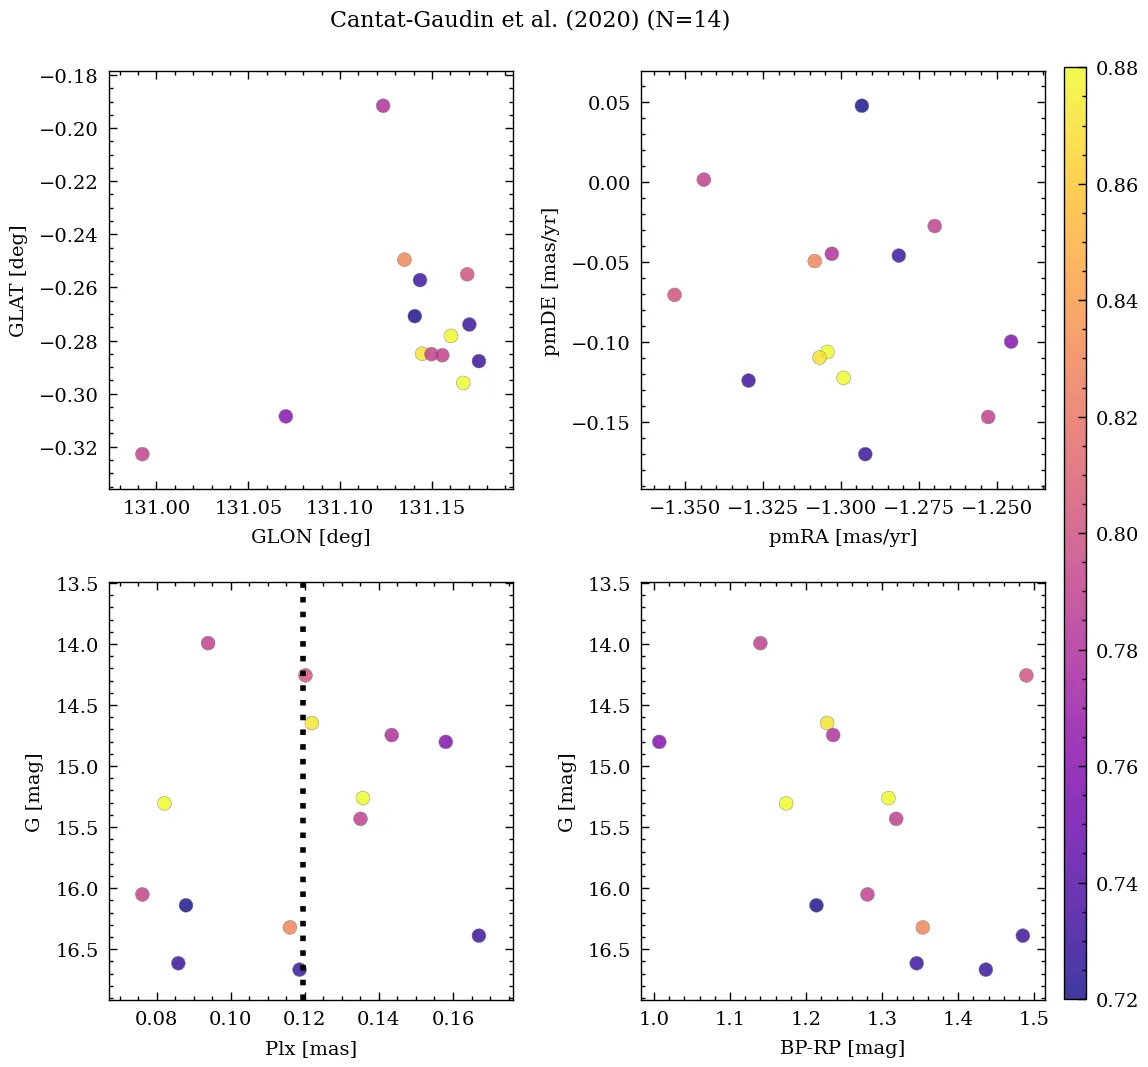 Cantat-Gaudin et al. (2020) (N=14)
−0.18
−0.20
−0.22
−0.24
−0.26
−0.28
−0.30
−0.32
GLAT [deg]
131.00 131.05 131.10 131.15
GLON [deg]
0.05
0.00
−0.05
−0.10
−0.15
pmDE [mas/yr]
−1.350 −1.325 −1.300 −1.275 −1.250
pmRA [mas/yr]
13.5
14.0
14.5
15.0
15.5
16.0
16.5
G [mag]
0.08 0.10 0.12 0.14 0.16
Plx [mas]
13.5
14.0
14.5
15.0
15.5
16.0
16.5
G [mag]
1.0 1.1 1.2 1.3 1.4 1.5
BP-RP [mag]
0.88
0.86
0.84
0.82
0.80
0.78
0.76
0.74
0.72